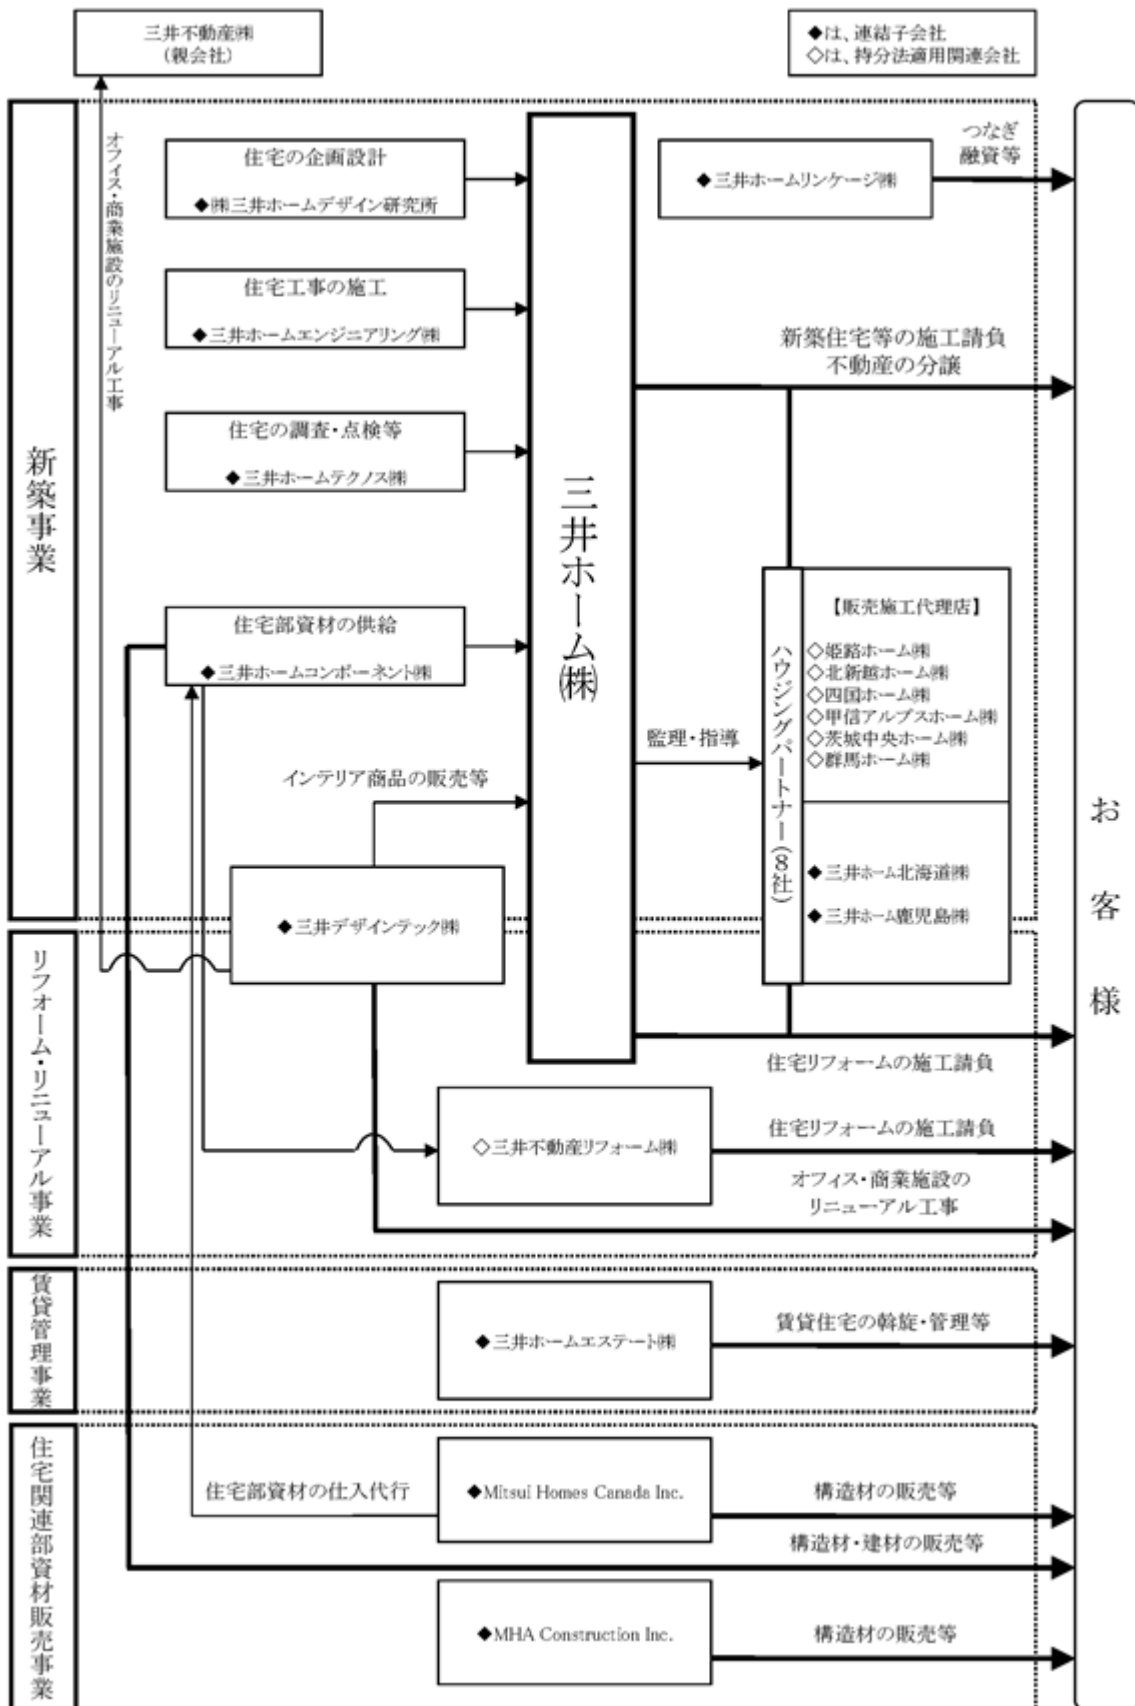 三井不動産㈱
(親会社)
◆は、連結子会社
◇は、持分法適用関連会社
オフィス・商業施設のリニューアル工事
新築事業
住宅の企画設計
◆㈱三井ホームデザイン研究所
住宅工事の施工
◆三井ホームエンジニアリング㈱
住宅の調査・点検等
◆三井ホームテクノス㈱
住宅部資材の供給
◆三井ホームコンポーネント㈱
インテリア商品の販売等
◆三井デザインテック㈱
三井ホーム㈱
◆三井ホームリンケージ㈱
つなぎ
融資等
新築住宅等の施工請負
不動産の分譲
監理・指導
ハウジングパートナー(8社)
【販売施工代理店】
◇姫路ホーム㈱
◇北新越ホーム㈱
◇四国ホーム㈱
◇甲信アルプスホーム㈱
◇茨城中央ホーム㈱
◇群馬ホーム㈱
◆三井ホーム北海道㈱
◆三井ホーム鹿児島㈱
お客様
リフォーム・リニューアル事業
住宅リフォームの施工請負
◇三井不動産リフォーム㈱
住宅リフォームの施工請負
オフィス・商業施設の
リニューアル工事
賃貸管理事業
◆三井ホームエステート㈱
賃貸住宅の斡旋・管理等
住宅関連部資材販売事業
住宅部資材の仕入代行
◆Mitsui Homes Canada Inc.
構造材の販売等
構造材・建材の販売等
◆MHA Construction Inc.
構造材の販売等